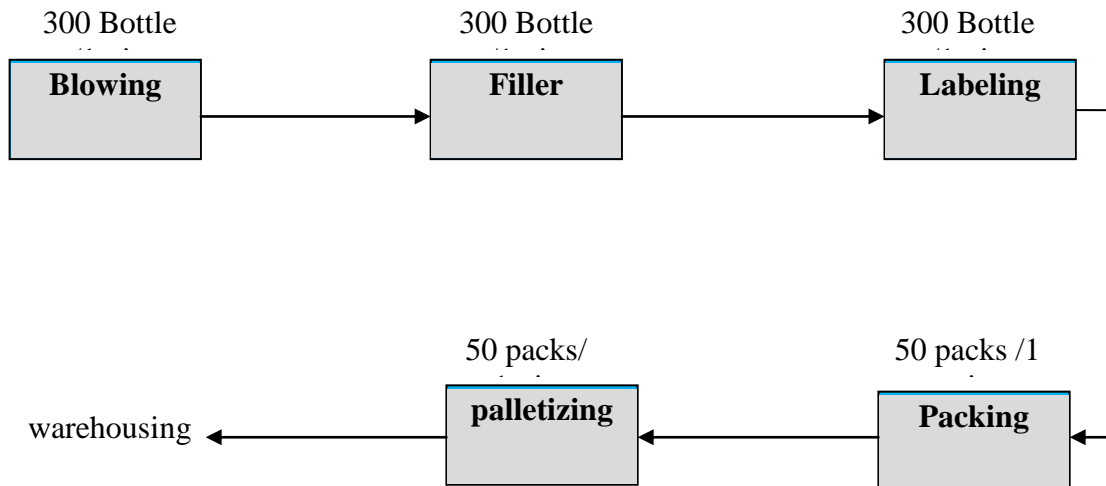 300 Bottle
300 Bottle
300 Bottle
Blowing
Filler
Labeling
50 packs/
50 packs /1
palletizing
Packing
warehousing